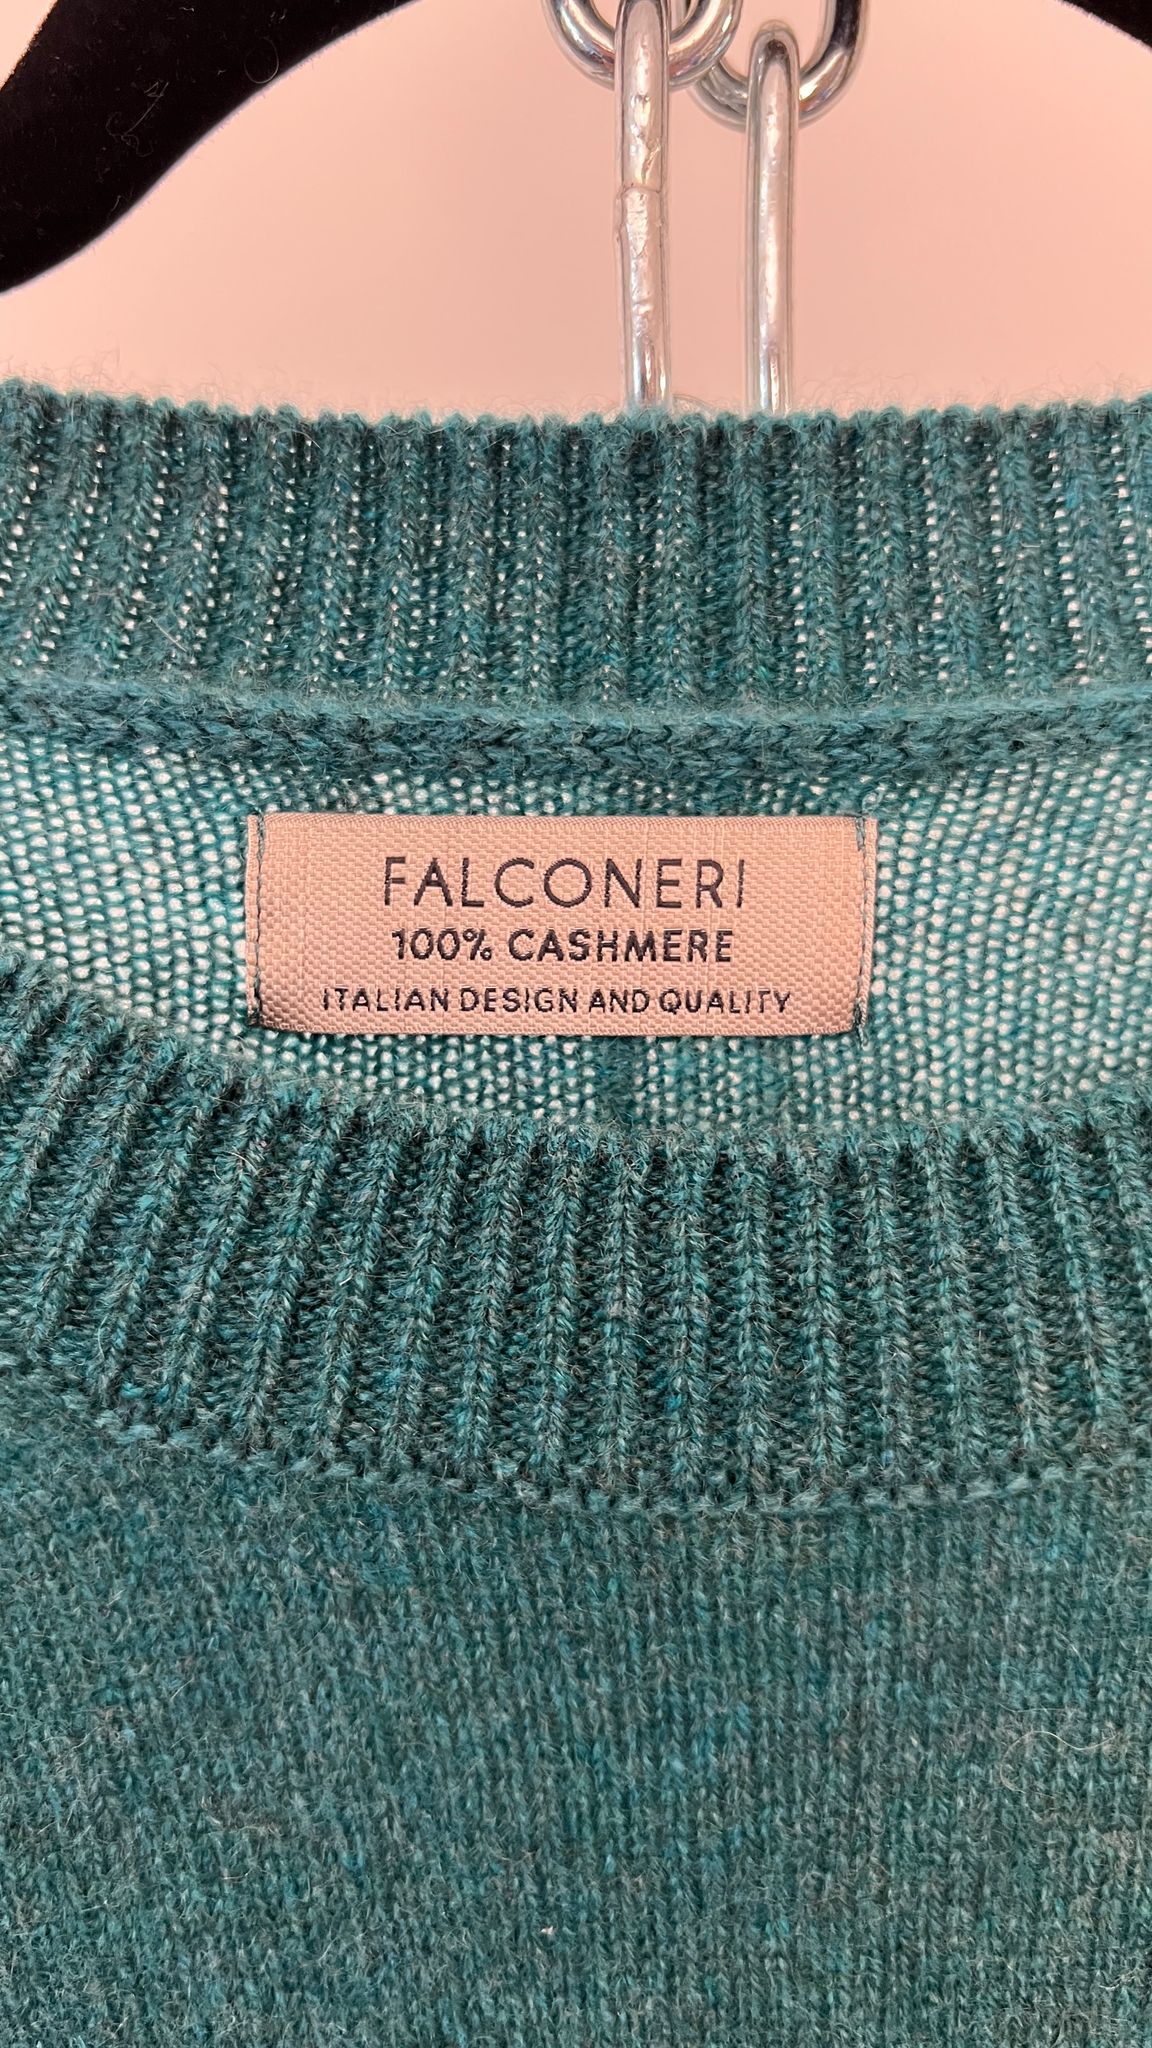 FALCONERI
100% CASHMERE
ITALIAN DESIGN AND QUALITY